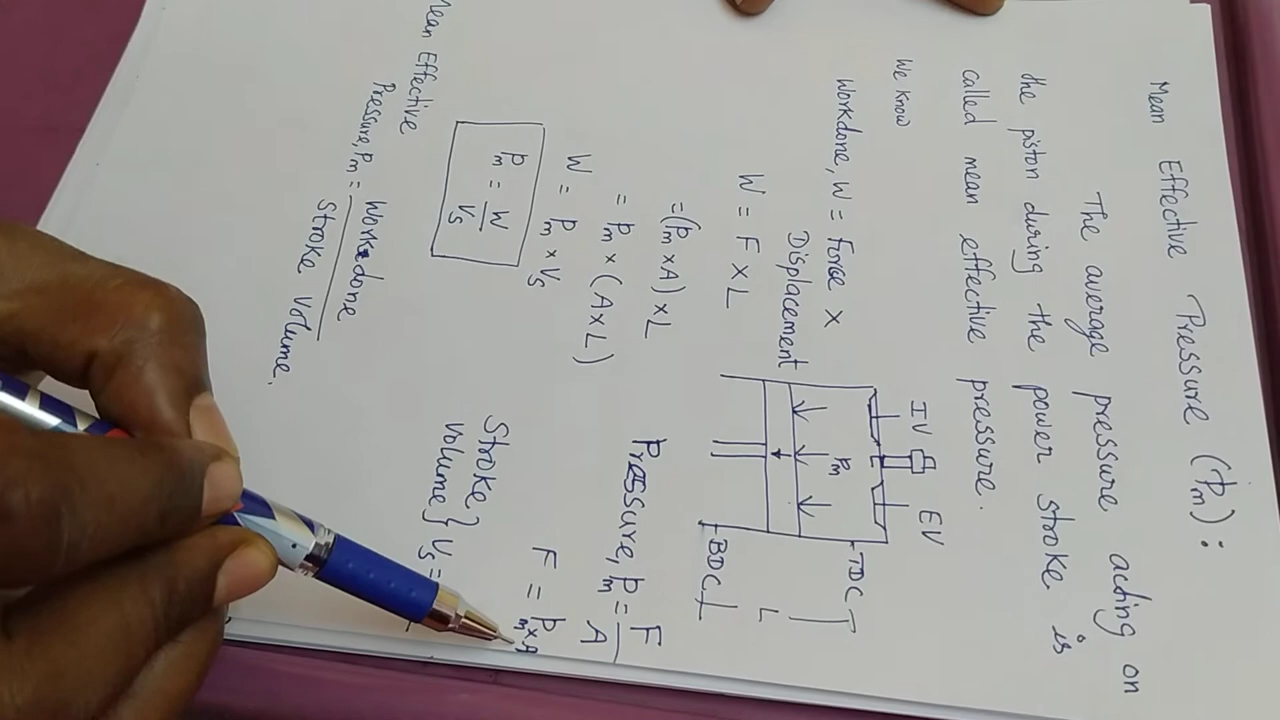 Mean Effective Pressure (Pm):
The average pressure acting on
the piston during the power stroke is
called mean effective pressure.
We know
Workdone, W = Force ×
Displacement
W = F × L
= (Pm × A) × L
= Pm × (A × L)
W = Pm × Vs
Pm = W / Vs
Mean Effective
Pressure, Pm = Workdone
Stroke Volume.
IV EV
Pm
TDC
L
BDC
Pressure, Pm = F / A
F = Pm × A
Stroke
Volume } Vs =